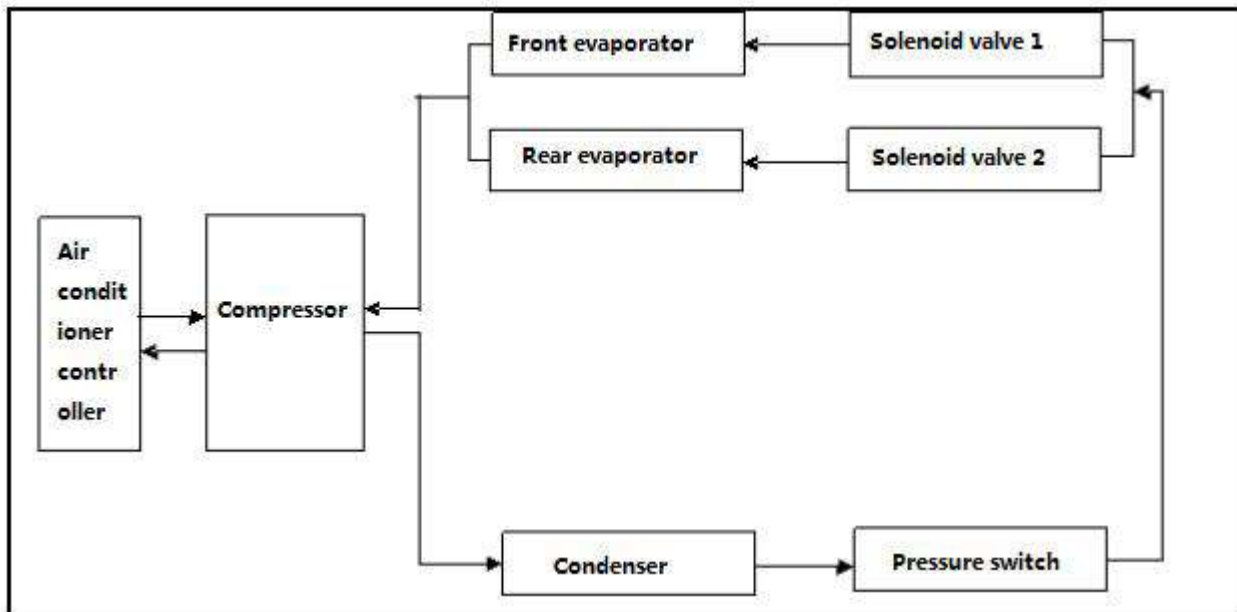 Front evaporator
Solenoid valve 1
Rear evaporator
Solenoid valve 2
Air
condit
ioner
contr
oller
Compressor
Condenser
Pressure switch